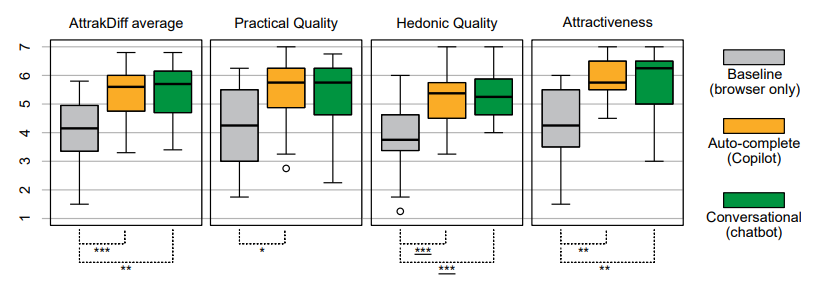 AttrakDiff average
Practical Quality
Hedonic Quality
Attractiveness
7
6
5
4
3
2
1
***
**
*
***
***
**
**
Baseline
(browser only)
Auto-complete
(Copilot)
Conversational
(chatbot)